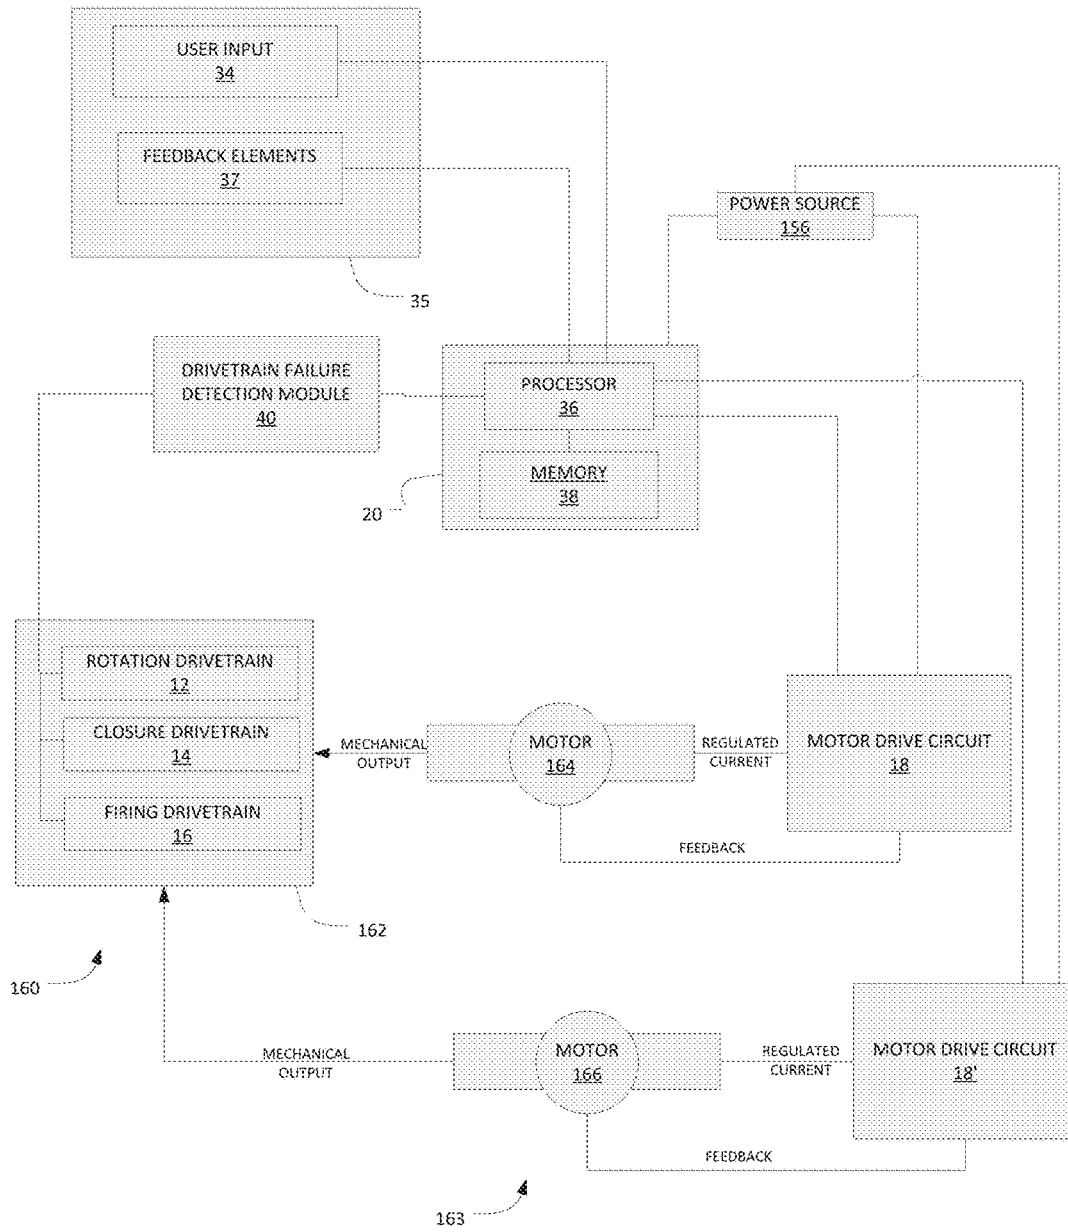 USER INPUT
34
FEEDBACK ELEMENTS
37
35
POWER SOURCE
156
DRIVETRAIN FAILURE
DETECTION MODULE
40
PROCESSOR
36
MEMORY
38
20
ROTATION DRIVETRAIN
12
CLOSURE DRIVETRAIN
14
FIRING DRIVETRAIN
16
162
160
MECHANICAL
OUTPUT
MOTOR
164
REGULATED
CURRENT
MOTOR DRIVE CIRCUIT
18
FEEDBACK
MECHANICAL
OUTPUT
MOTOR
166
REGULATED
CURRENT
MOTOR DRIVE CIRCUIT
18'
FEEDBACK
163